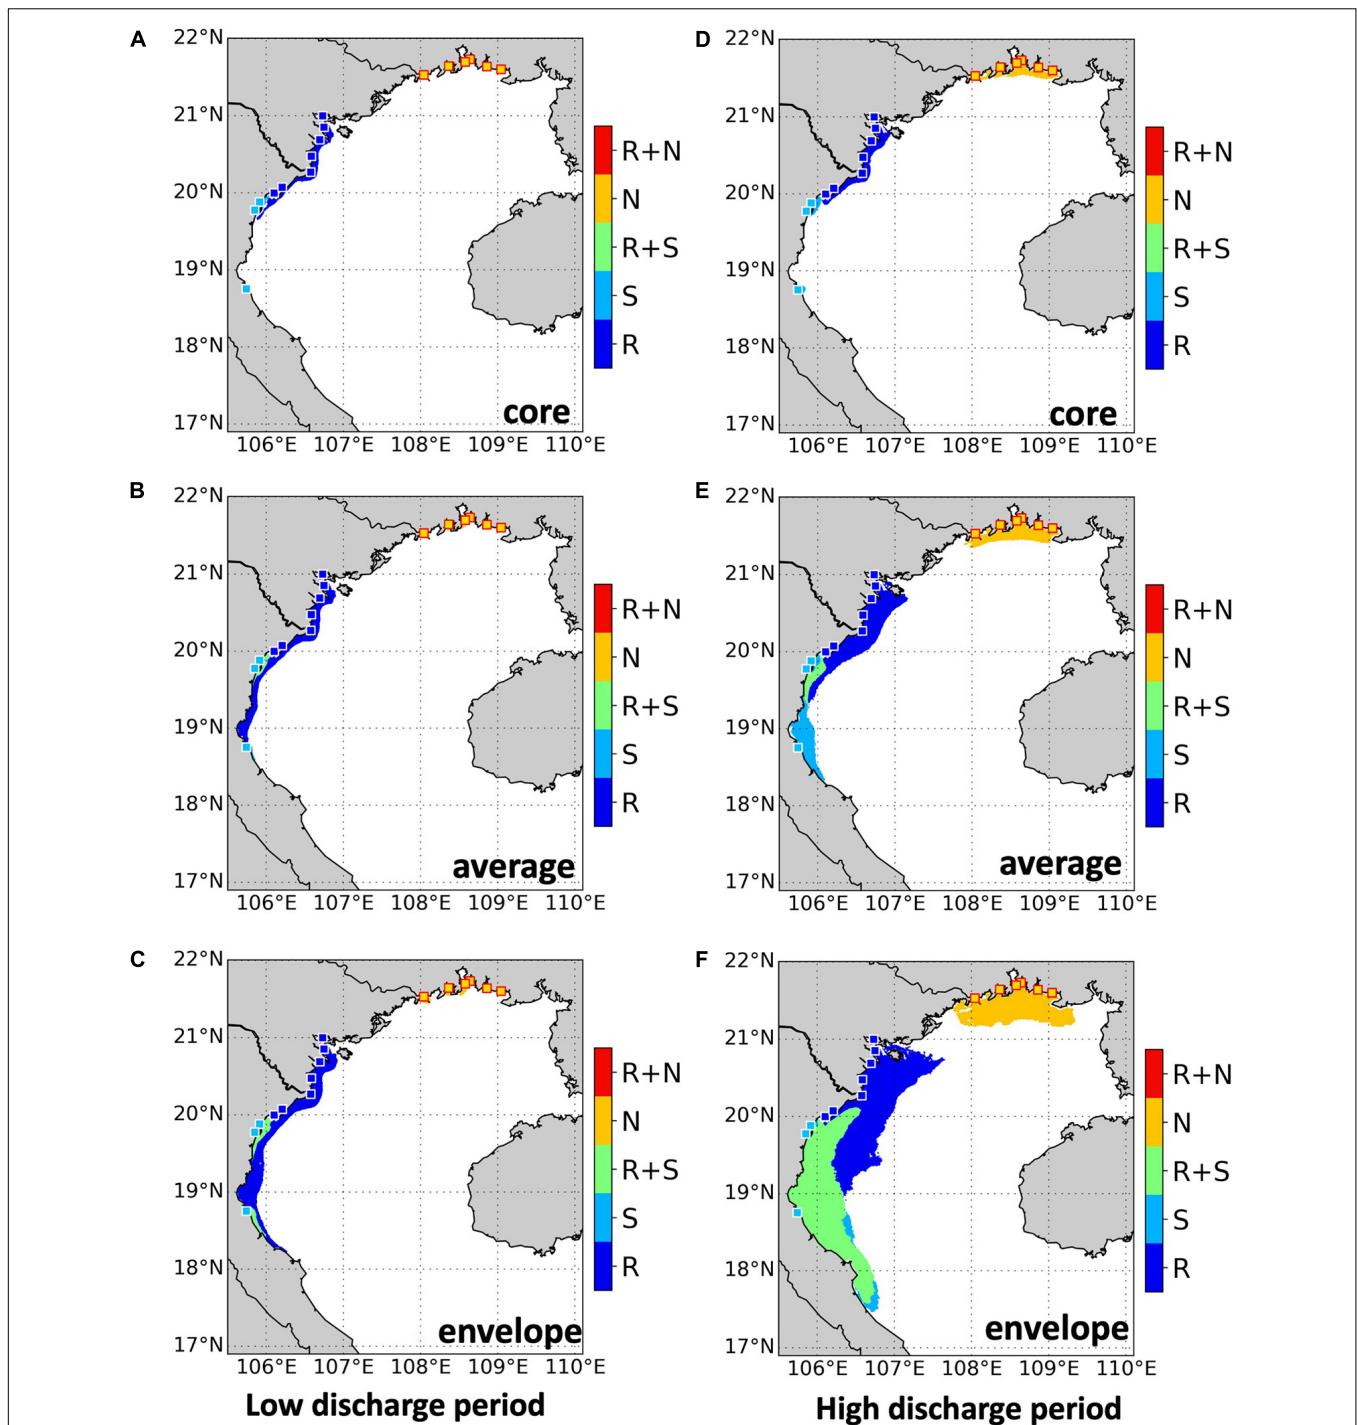 A
22°N
21°N
20°N
19°N
18°N
17°N
106°E 107°E 108°E 109°E 110°E
R+N
N
R+S
S
R
core
D
22°N
21°N
20°N
19°N
18°N
17°N
106°E 107°E 108°E 109°E 110°E
R+N
N
R+S
S
R
core
B
22°N
21°N
20°N
19°N
18°N
17°N
106°E 107°E 108°E 109°E 110°E
R+N
N
R+S
S
R
average
E
22°N
21°N
20°N
19°N
18°N
17°N
106°E 107°E 108°E 109°E 110°E
R+N
N
R+S
S
R
average
C
22°N
21°N
20°N
19°N
18°N
17°N
106°E 107°E 108°E 109°E 110°E
R+N
N
R+S
S
R
envelope
F
22°N
21°N
20°N
19°N
18°N
17°N
106°E 107°E 108°E 109°E 110°E
R+N
N
R+S
S
R
envelope
Low discharge period
High discharge period